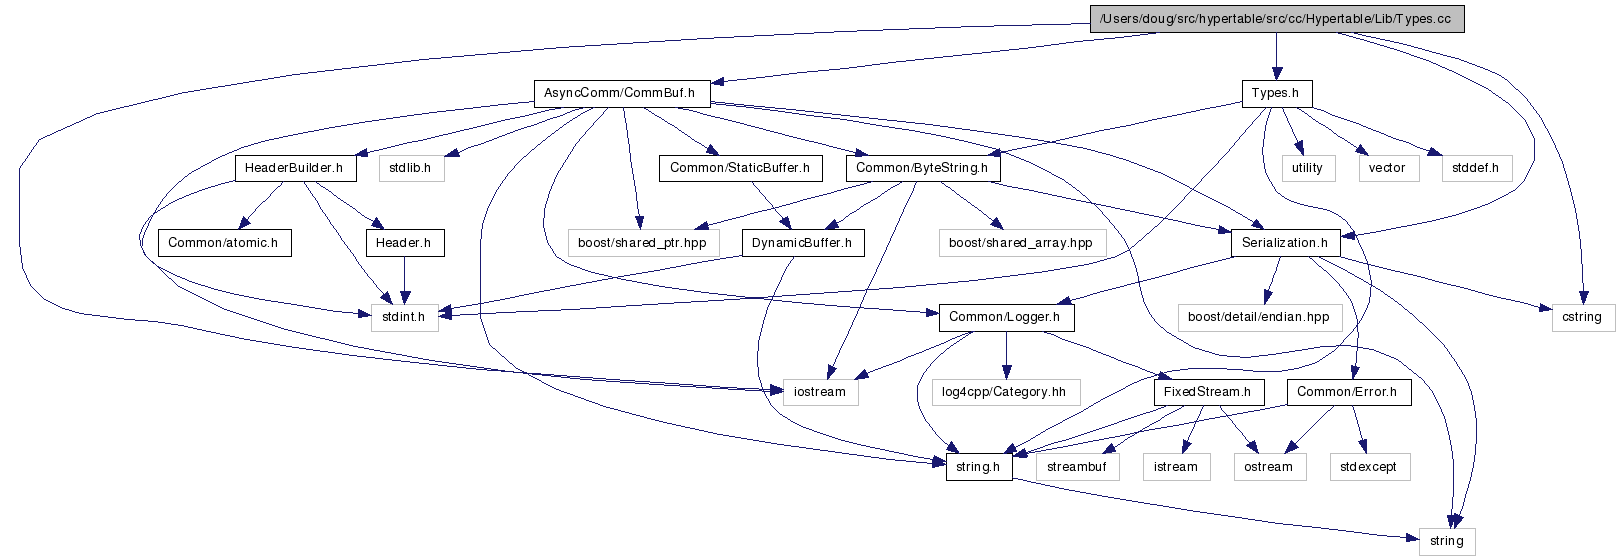 /Users/doug/src/hypertable/src/cc/Hypertable/Lib/Types.cc
AsyncComm/CommBuf.h
Types.h
HeaderBuilder.h
stdlib.h
Common/StaticBuffer.h
Common/ByteString.h
utility
vector
stddef.h
Common/atomic.h
Header.h
boost/shared_ptr.hpp
DynamicBuffer.h
boost/shared_array.hpp
Serialization.h
stdint.h
Common/Logger.h
boost/detail/endian.hpp
cstring
iostream
log4cpp/Category.hh
FixedStream.h
Common/Error.h
string.h
streambuf
istream
ostream
stdexcept
string